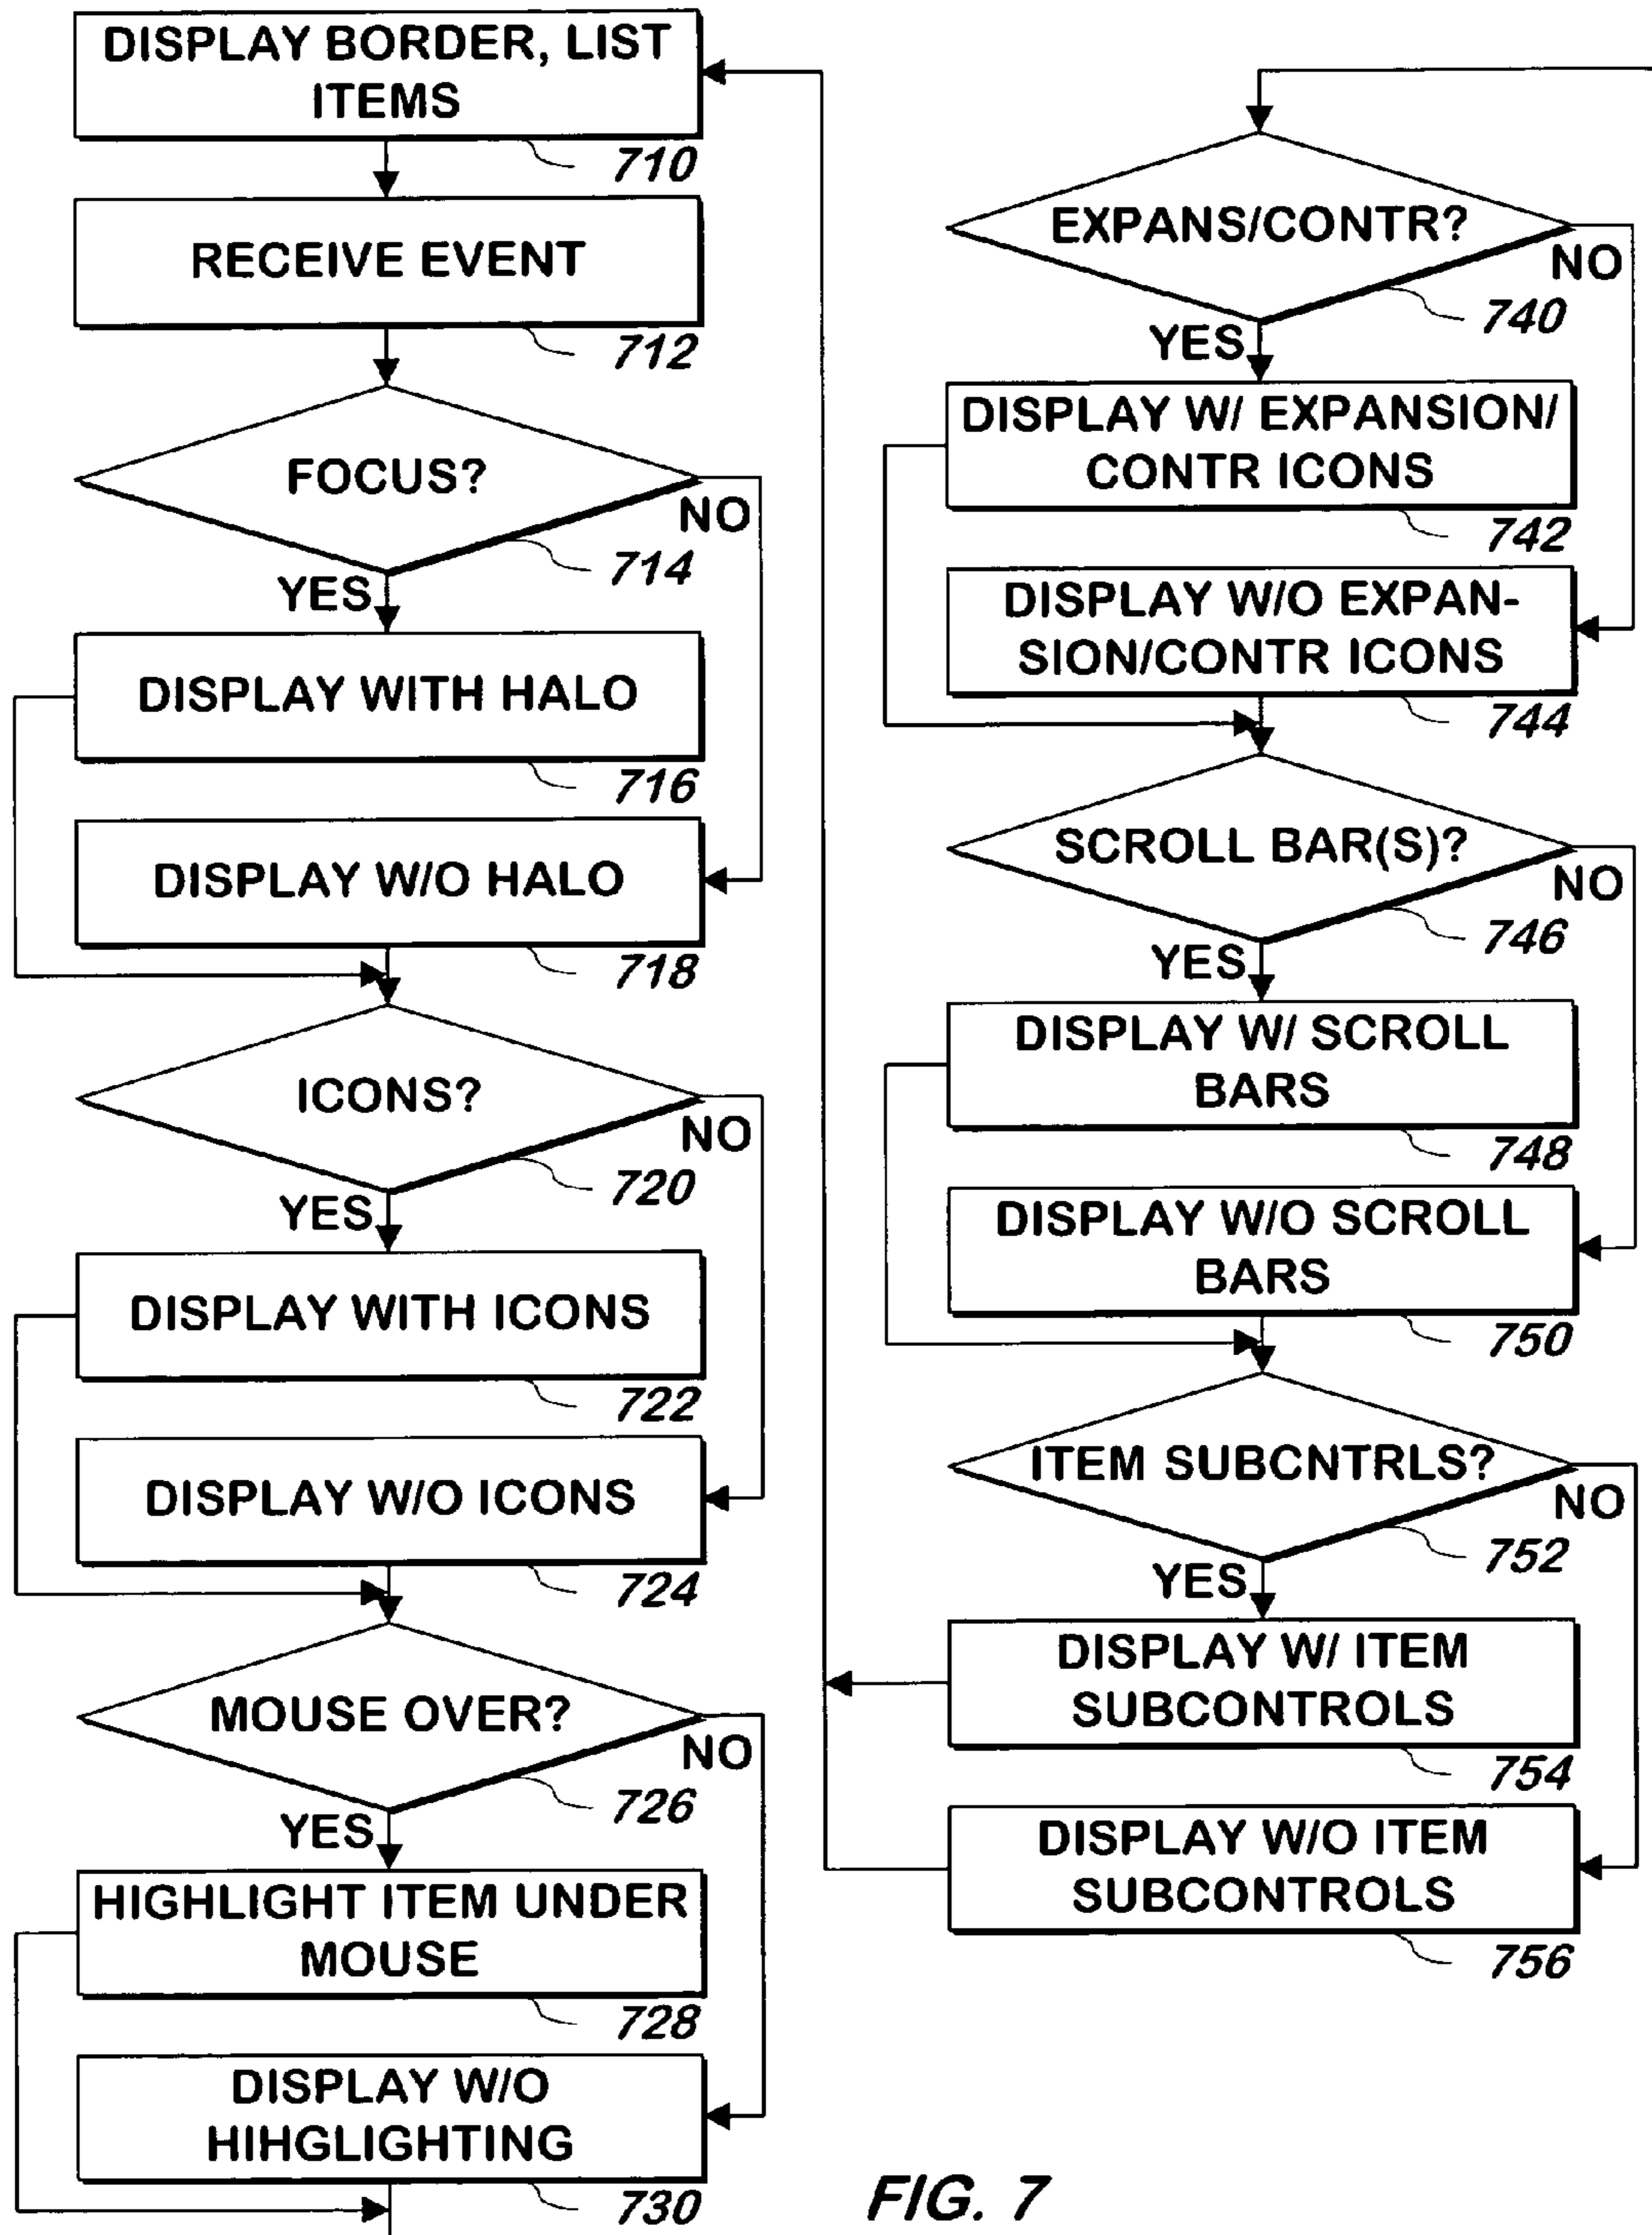 DISPLAY BORDER, LIST
ITEMS
710
RECEIVE EVENT
712
FOCUS?
NO
714
YES
DISPLAY WITH HALO
716
DISPLAY W/O HALO
718
ICONS?
NO
720
YES
DISPLAY WITH ICONS
722
DISPLAY W/O ICONS
724
MOUSE OVER?
NO
726
YES
HIGHLIGHT ITEM UNDER
MOUSE
728
DISPLAY W/O
HIHGLIGHTING
730
EXPANS/CONTR?
NO
740
YES
DISPLAY W/ EXPANSION/
CONTR ICONS
742
DISPLAY W/O EXPAN-
SION/CONTR ICONS
744
SCROLL BAR(S)?
NO
746
YES
DISPLAY W/ SCROLL
BARS
748
DISPLAY W/O SCROLL
BARS
750
ITEM SUBCNTRLS?
NO
752
YES
DISPLAY W/ ITEM
SUBCONTROLS
754
DISPLAY W/O ITEM
SUBCONTROLS
756
FIG. 7